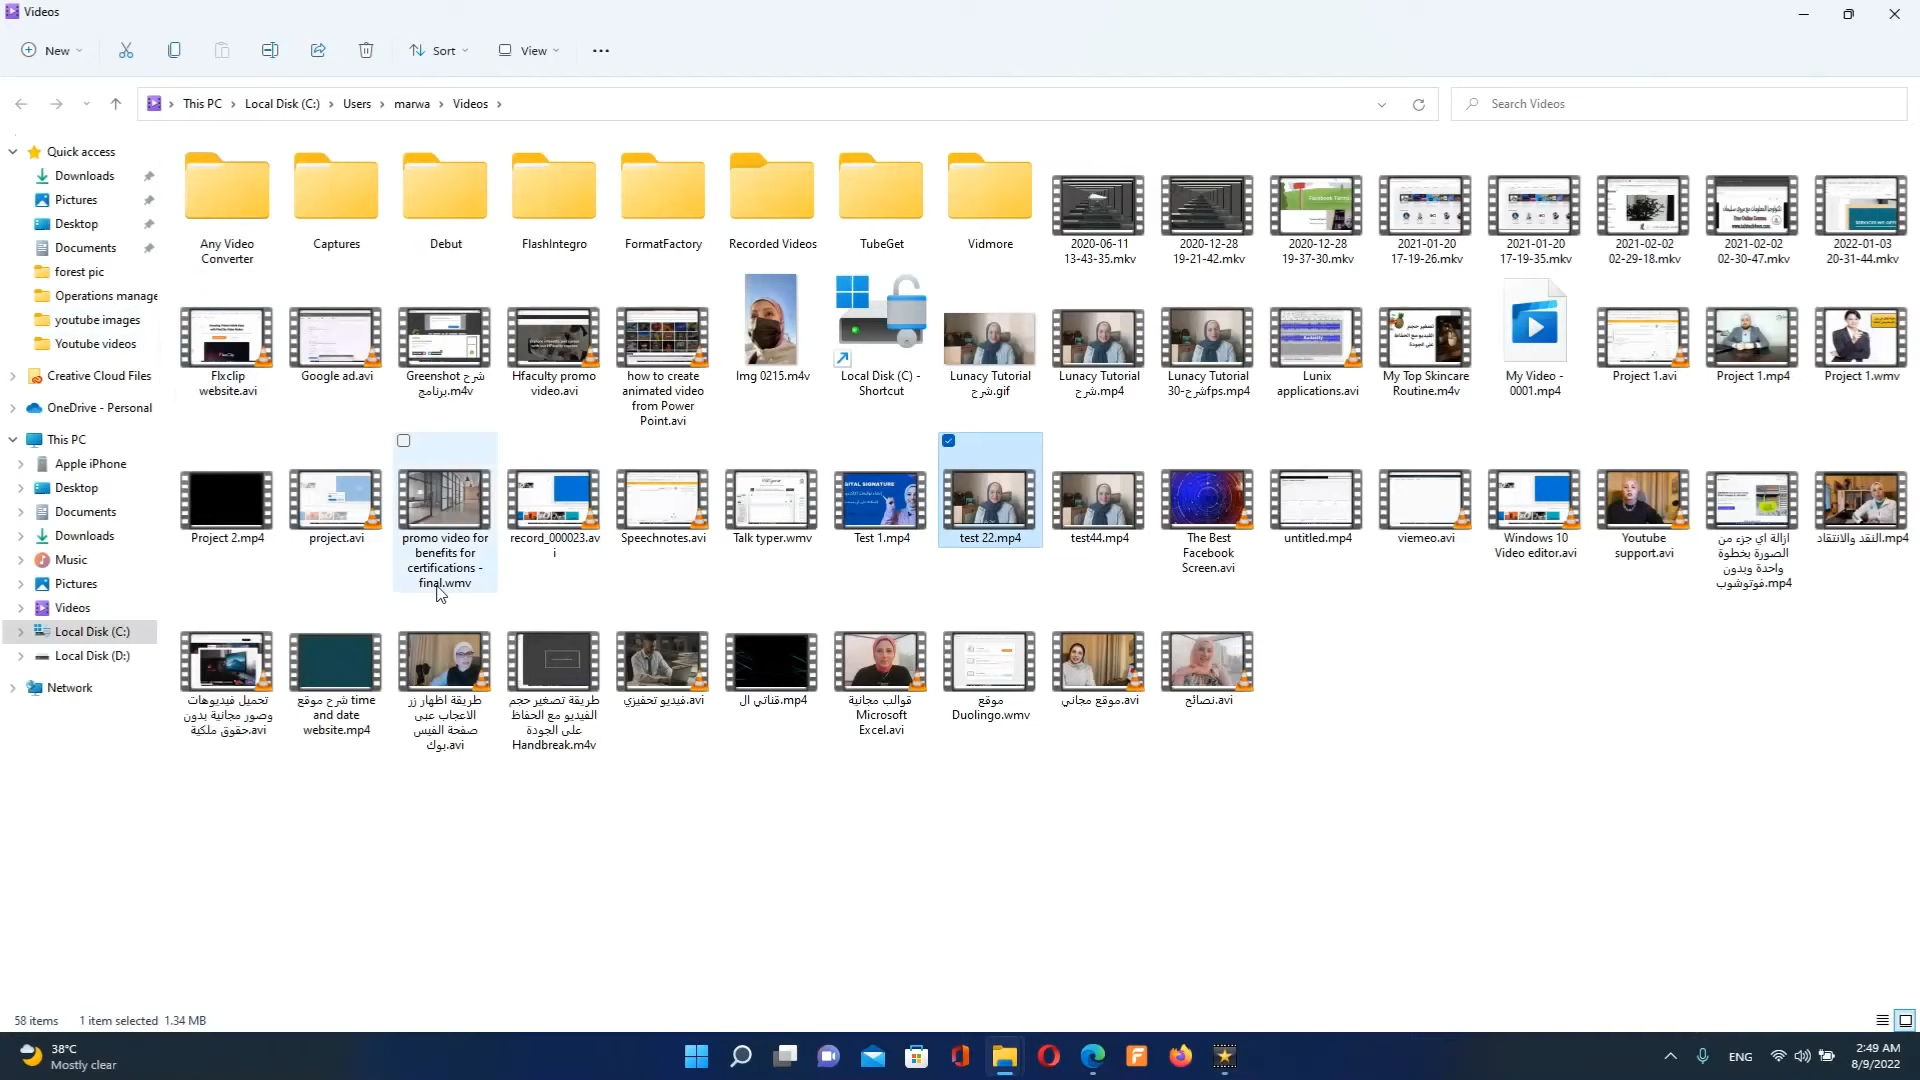 Videos
New
Sort
View
This PC > Local Disk (C:) > Users > marwa > Videos >
Search Videos
Quick access
Downloads
Pictures
Desktop
Documents
forest pic
Operations manage
youtube images
Youtube videos
Creative Cloud Files
OneDrive - Personal
This PC
Apple iPhone
Desktop
Documents
Downloads
Music
Pictures
Videos
Local Disk (C:)
Local Disk (D:)
Network
Any Video
Converter
Captures
Debut
FlashIntegro
FormatFactory
Recorded Videos
TubeGet
Vidmore
2020-06-11
13-43-35.mkv
2020-12-28
19-21-42.mkv
2020-12-28
19-37-30.mkv
2021-01-20
17-19-26.mkv
2021-01-20
17-19-35.mkv
2021-02-02
02-29-18.mkv
2021-02-02
02-30-47.mkv
2022-01-03
20-31-44.mkv
Flxclip
website.avi
Google ad.avi
Greenshot شرح
برنامج.m4v
Hfaculty promo
video.avi
how to create
animated video
from Power
Point.avi
Img 0215.m4v
Local Disk (C) -
Shortcut
Lunacy Tutorial
شرح.gif
Lunacy Tutorial
شرح.mp4
Lunacy Tutorial
30-شرحfps.mp4
Lunix
applications.avi
تصغير حجم
الفيديو مع الحفاظ
على الجودة
My Top Skincare
Routine.m4v
My Video -
0001.mp4
Project 1.avi
Project 1.mp4
Project 1.wmv
Project 2.mp4
project.avi
promo video for
benefits for
certifications -
final.wmv
record_000023.av
i
Speechnotes.avi
Talk typer.wmv
GITAL SIGNATURE
Test 1.mp4
test 22.mp4
test44.mp4
The Best
Facebook
Screen.avi
untitled.mp4
viemeo.avi
Windows 10
Video editor.avi
Youtube
support.avi
ازالة اي جزء من
الصورة بخطوة
واحدة وبدون
فوتوشوب.mp4
النقد والانتقاد.mp4
تحميل فيديوهات
وصور مجانية بدون
حقوق ملكية.avi
شرح موقع time
and date
website.mp4
طريقة اظهار زر
الاعجاب عبى
صفحة الفيس
بوك.avi
طريقة تصغير حجم
الفيديو مع الحفاظ
على الجودة
Handbreak.m4v
فيديو تحفيزي.avi
قناتي ال.mp4
قوالب مجانية
Microsoft
Excel.avi
موقع
Duolingo.wmv
موقع مجاني.avi
نصائح.avi
58 items 1 item selected 1.34 MB
38°C
Mostly clear
ENG
2:49 AM
8/9/2022